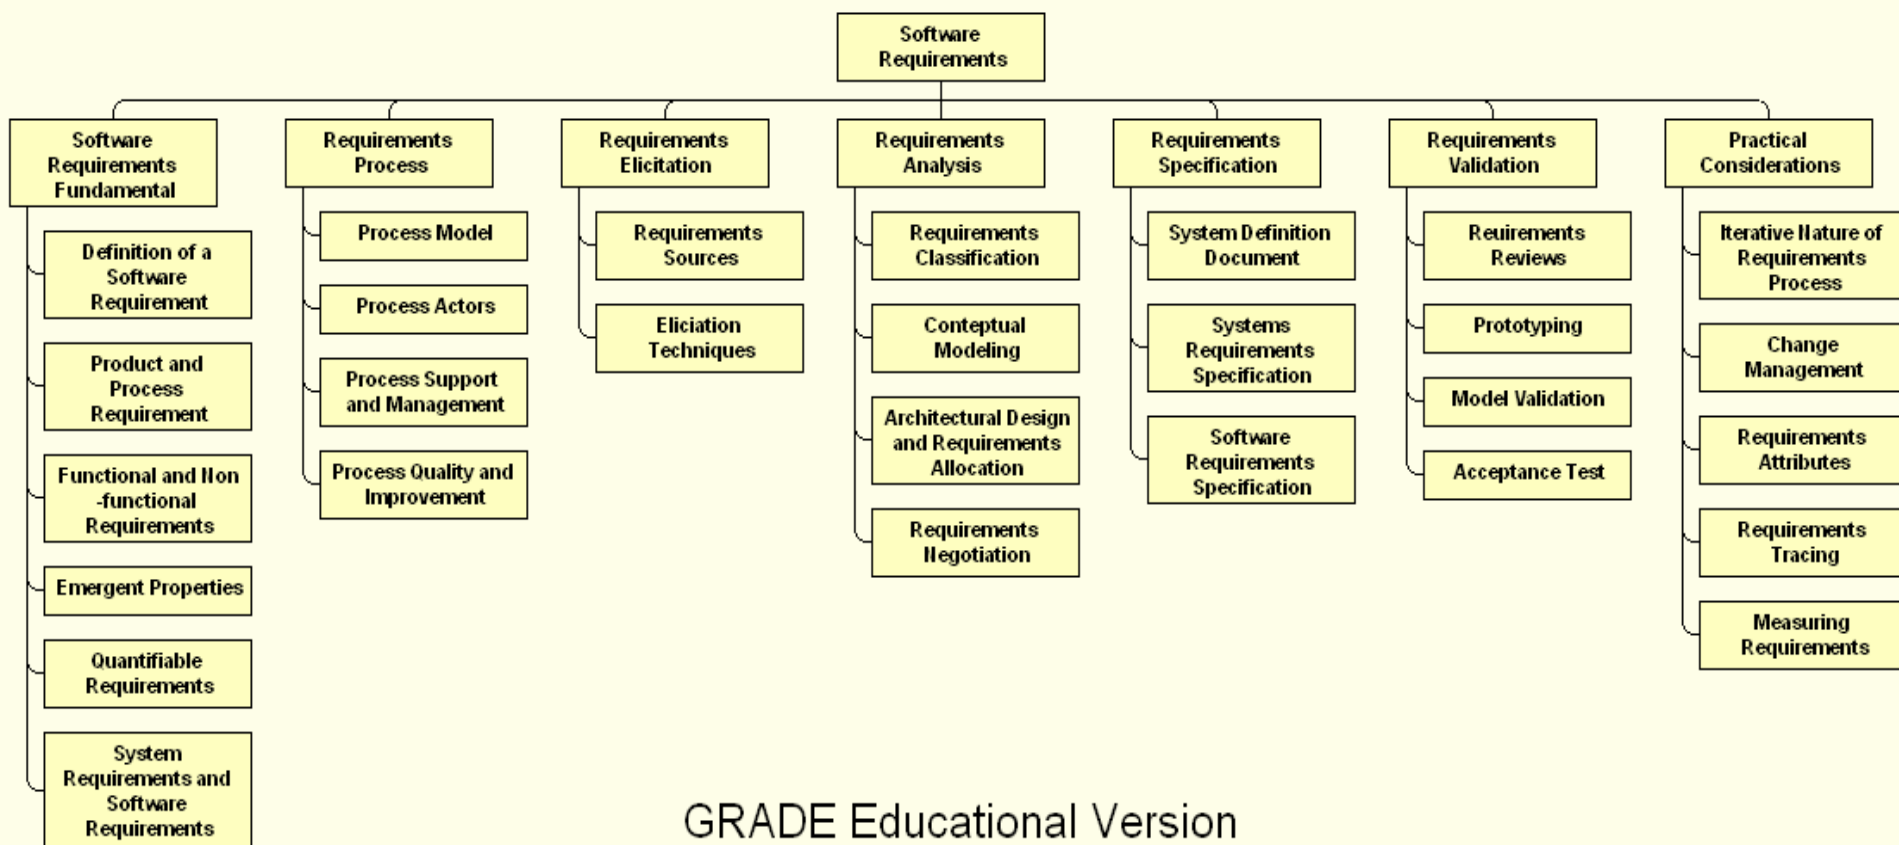 Software
Requirements
Software
Requirements
Fundamental
Definition of a
Software
Requirement
Product and
Process
Requirement
Functional and Non
-functional
Requirements
Emergent Properties
Quantifiable
Requirements
System
Requirements and
Software
Requirements
Requirements
Process
Process Model
Process Actors
Process Support
and Management
Process Quality and
Improvement
Requirements
Elicitation
Requirements
Sources
Eliciation
Techniques
Requirements
Analysis
Requirements
Classification
Conteptual
Modeling
Architectural Design
and Requirements
Allocation
Requirements
Negotiation
Requirements
Specification
System Definition
Document
Systems
Requirements
Specification
Software
Requirements
Specification
Requirements
Validation
Reuirements
Reviews
Prototyping
Model Validation
Acceptance Test
Practical
Considerations
Iterative Nature of
Requirements
Process
Change
Management
Requirements
Attributes
Requirements
Tracing
Measuring
Requirements
GRADE Educational Version